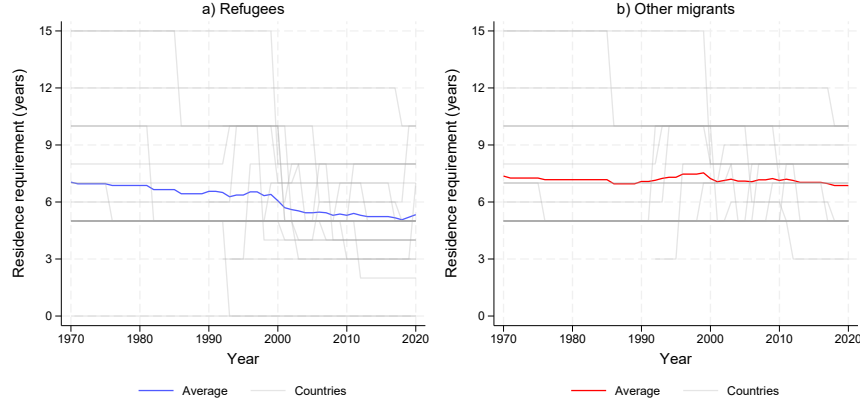 a) Refugees
Residence requirement (years)
15
12
9
6
3
0
1970
1980
1990
2000
2010
2020
Year
Average
Countries
b) Other migrants
Residence requirement (years)
15
12
9
6
3
0
1970
1980
1990
2000
2010
2020
Year
Average
Countries